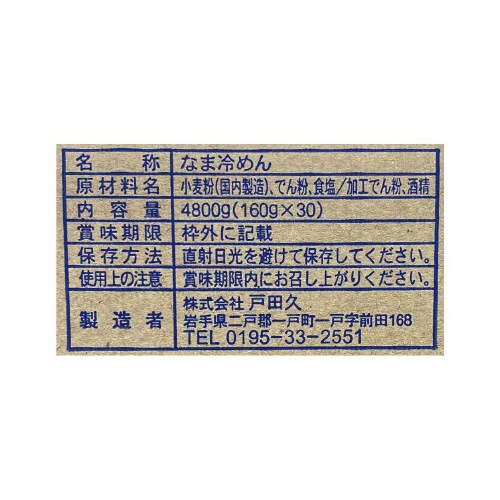 名称 なま冷めん
原材料名 小麦粉(国内製造)、でん粉、食塩/加工でん粉、酒精
内容量 4800g(160g×30)
賞味期限 枠外に記載
保存方法 直射日光を避けて保存してください。
使用上の注意 賞味期限内にお召し上がりください。
製造者 株式会社 戸田久
岩手県二戸郡一戸町一戸字前田168
TEL 0195-33-2551